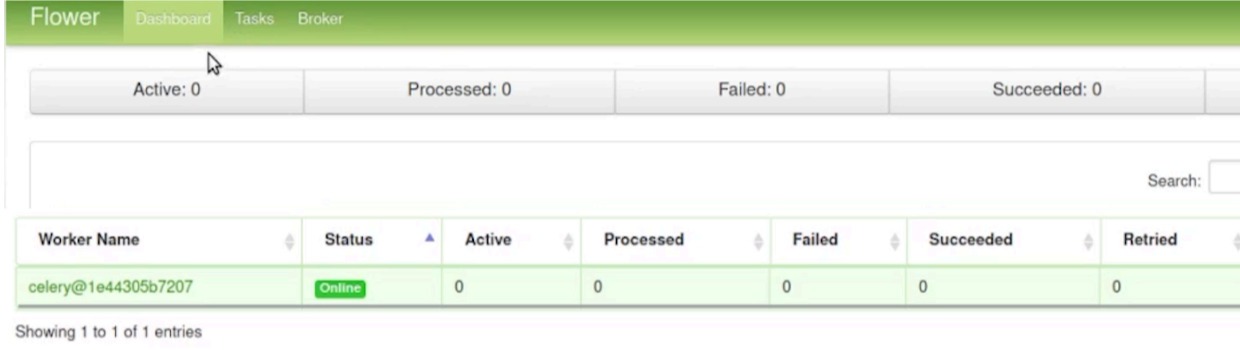 Flower Dashboard Tasks Broker
Active: 0 Processed: 0 Failed: 0 Succeeded: 0
Search:
Worker Name Status Active Processed Failed Succeeded Retried
celery@1e44305b7207 Online 0 0 0 0 0
Showing 1 to 1 of 1 entries